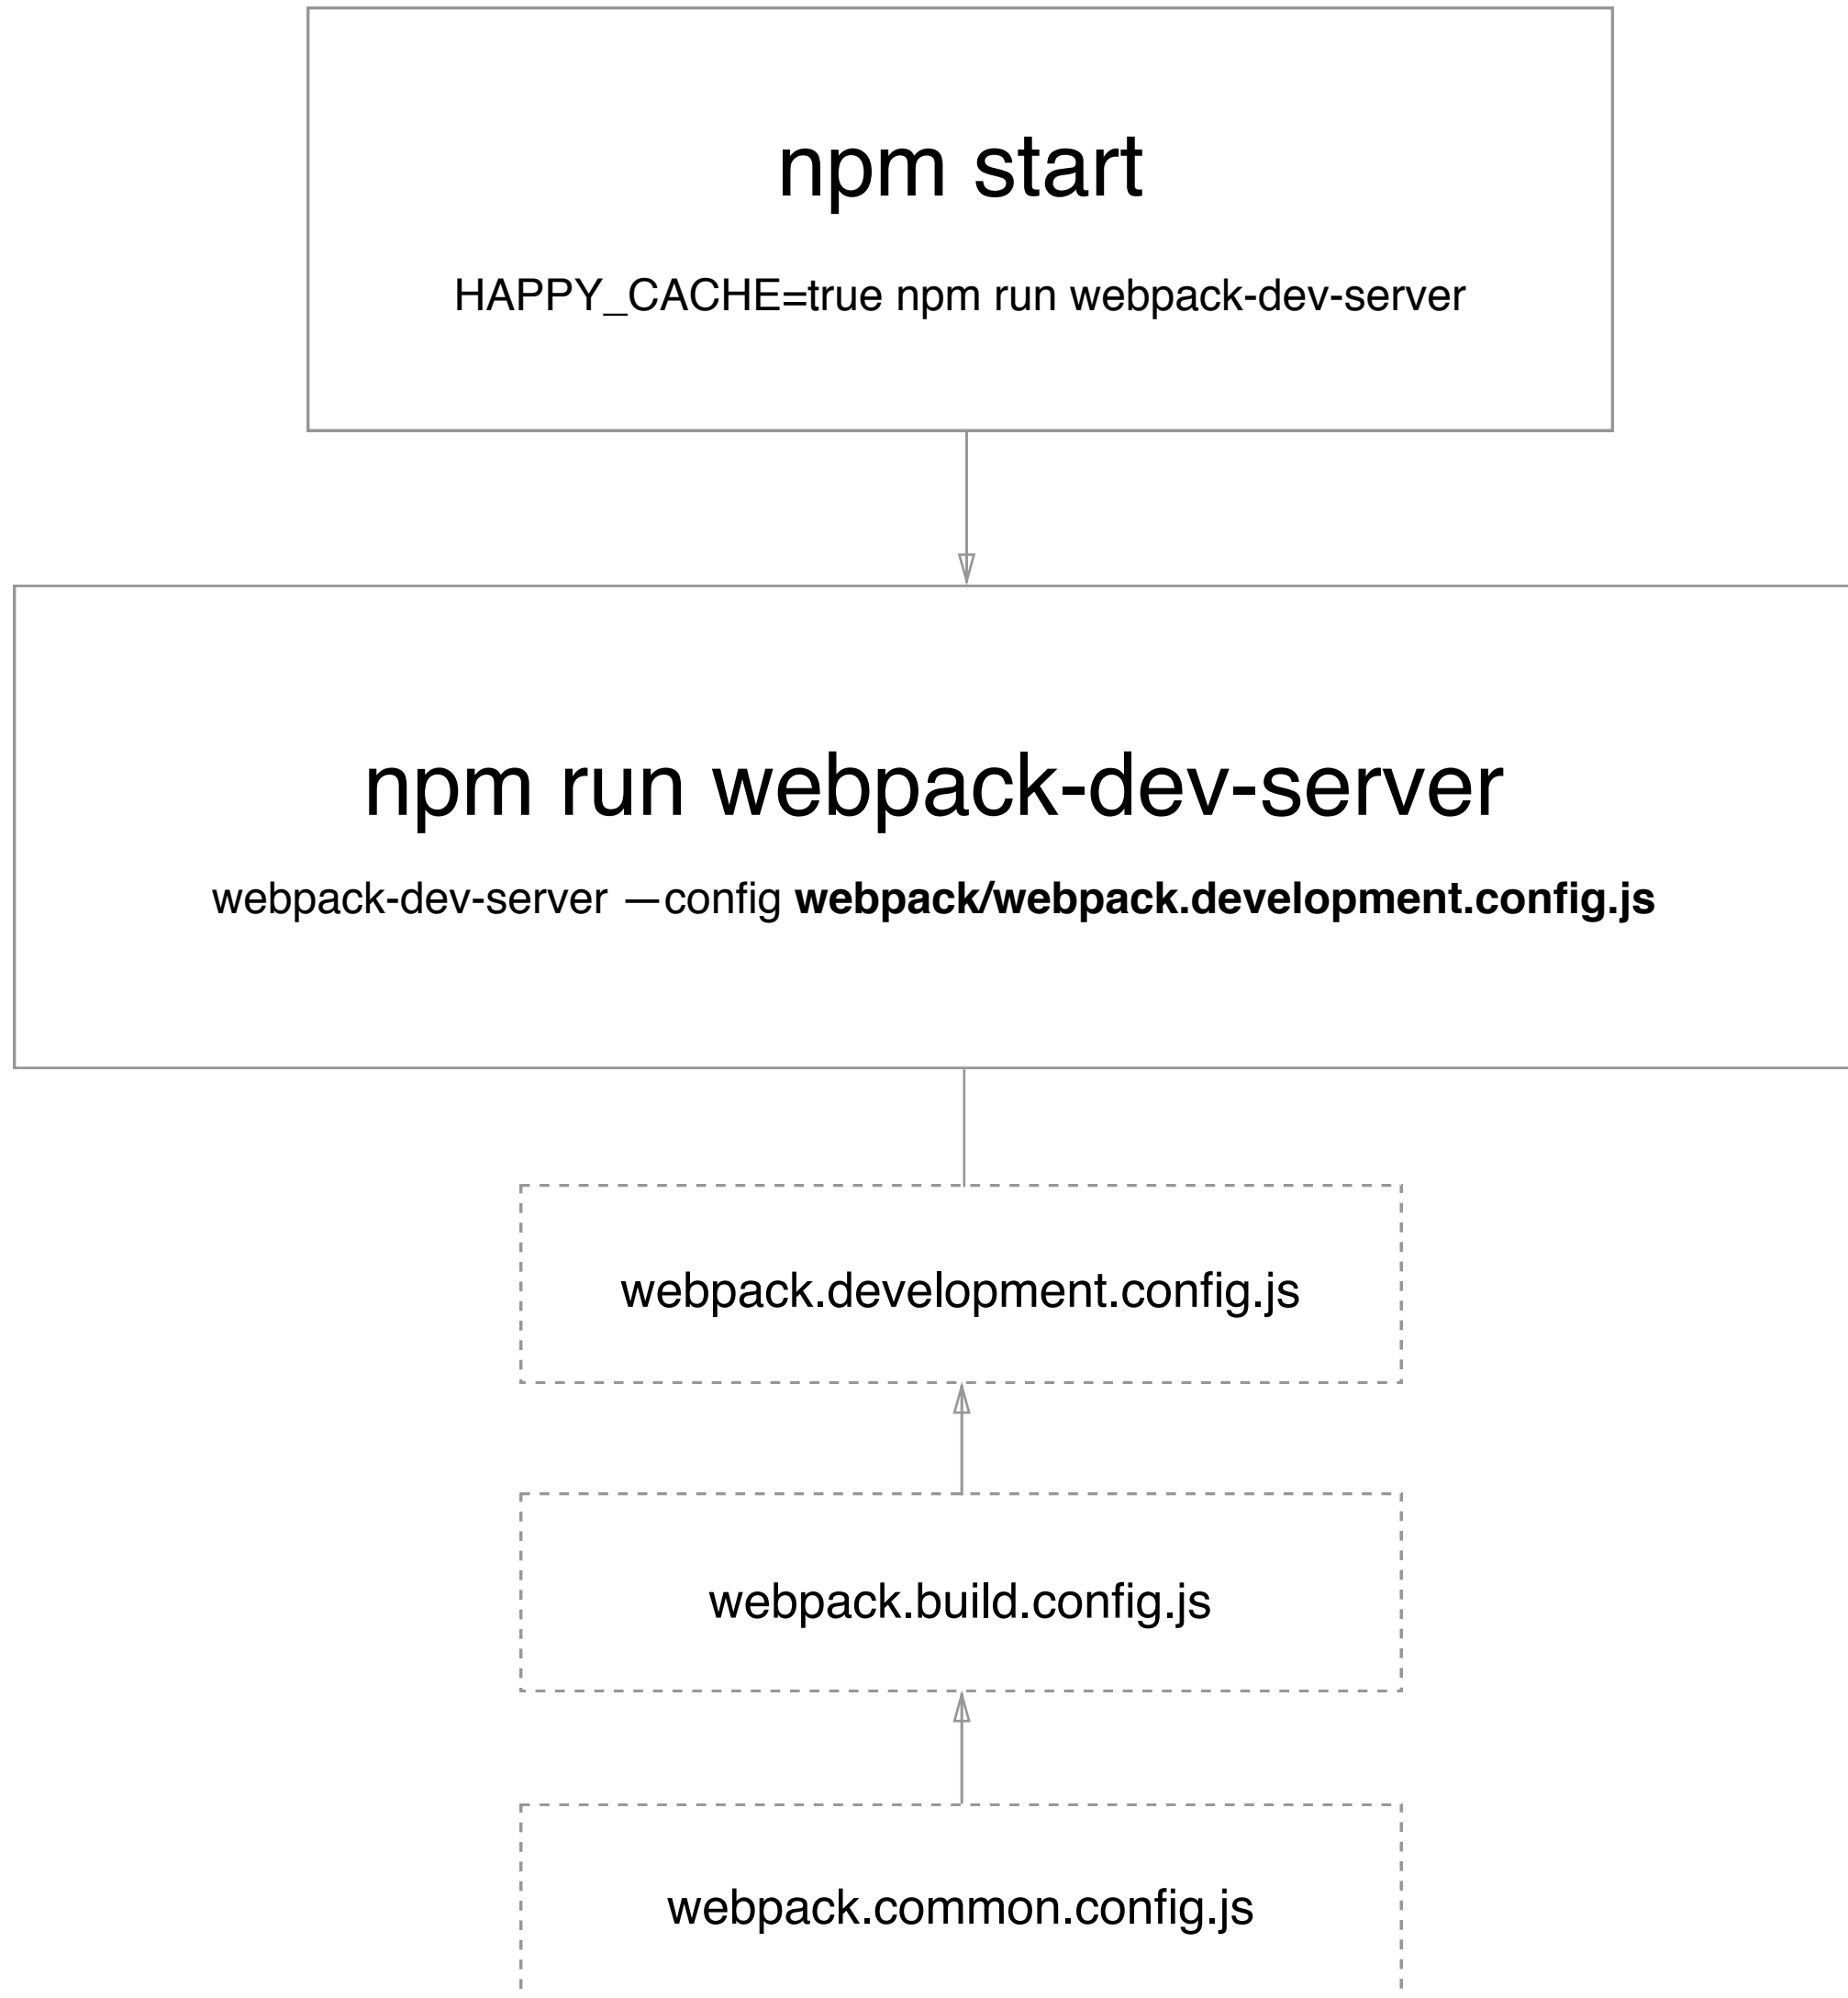 npm start
HAPPY_CACHE=true npm run webpack-dev-server
npm run webpack-dev-server
webpack-dev-server —config webpack/webpack.development.config.js
webpack.development.config.js
webpack.build.config.js
webpack.common.config.js